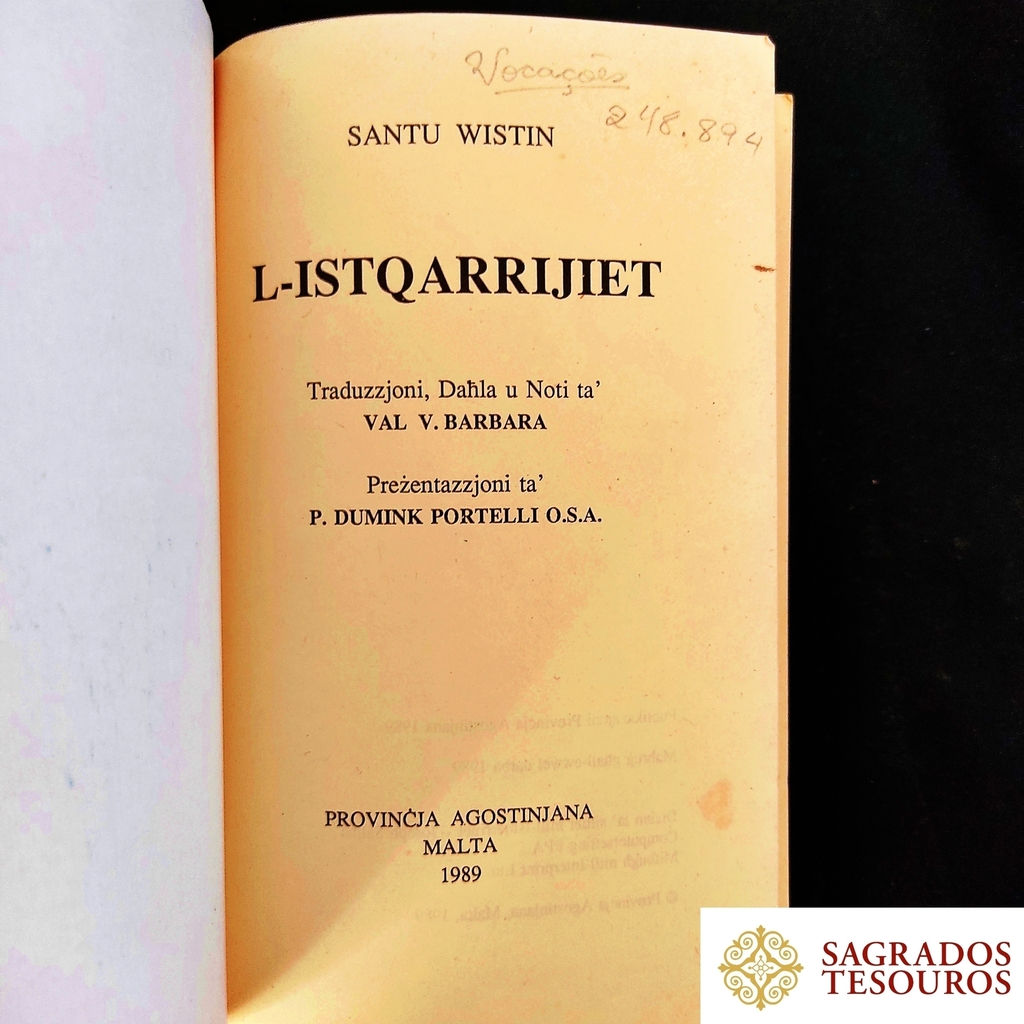 Vocações
248.894
SANTU WISTIN
L-ISTQARRIJIET
Traduzzjoni, Daħla u Noti ta’
VAL V. BARBARA
Preżentazzjoni ta’
P. DUMINK PORTELLI O.S.A.
PROVINĊJA AGOSTINJANA
MALTA
1989
SAGRADOS
TESOUROS